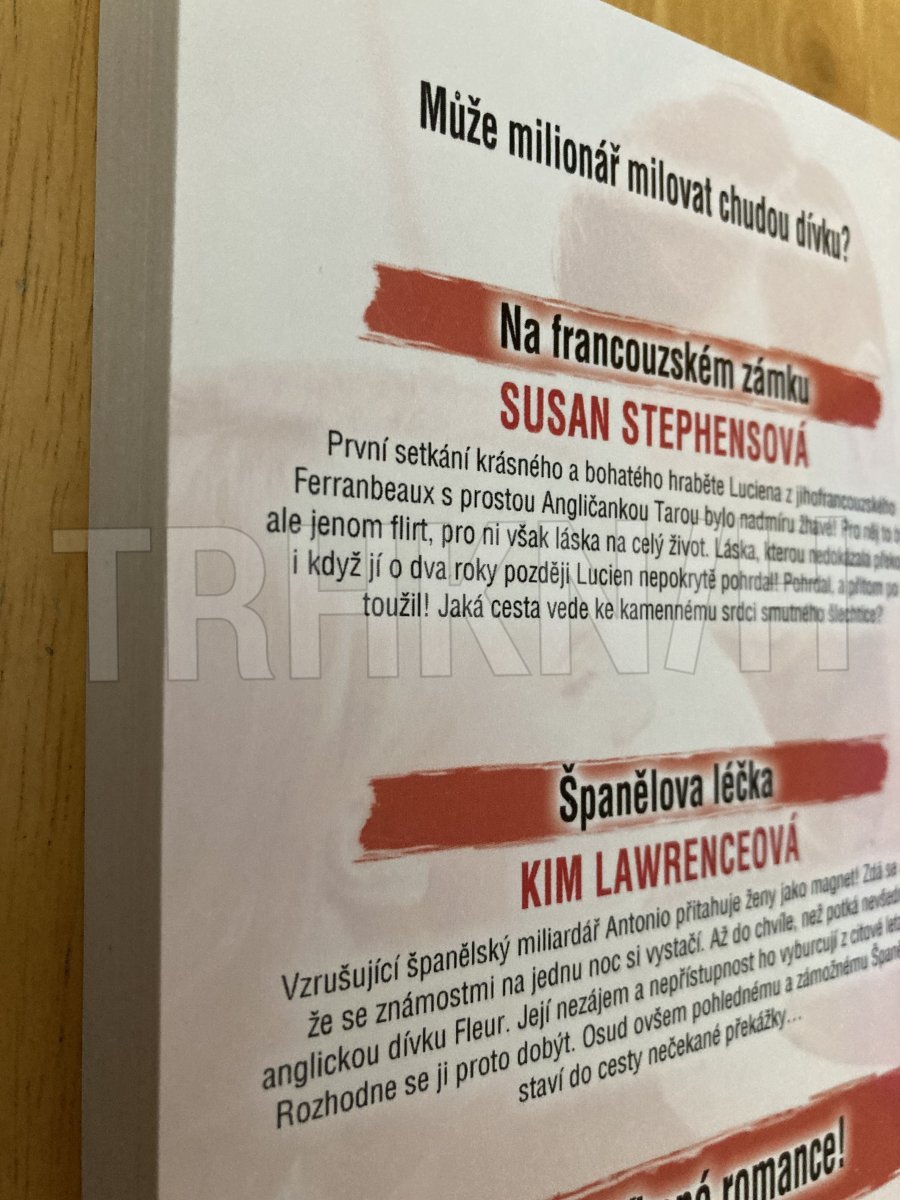 Může milionář milovat chudou dívku?
Na francouzském zámku
SUSAN STEPHENSOVÁ
První setkání krásného a bohatého hraběte Luciena z jihofrancouzského
Ferranbeaux s prostou Angličankou Tarou bylo nadmíru žhavé! Pro něj to
ale jenom flirt, pro ni však láska na celý život. Láska, kterou nedokázala
i když jí o dva roky později Lucien nepokrytě pohrdal! Pohrdal, a přitom po
toužil! Jaká cesta vede ke kamennému srdci smutného šlechtice?
TRHKNIH
Španělova léčka
KIM LAWRENCEOVÁ
Vzrušující španělský miliardář Antonio přitahuje ženy jako magnet! Zdá se
že se známostmi na jednu noc si vystačí. Až do chvíle, než potká
anglickou dívku Fleur. Její nezájem a nepřístupnost ho vyburcují z citové
Rozhodne se ji proto dobýt. Osud ovšem pohlednému a zámožnému
staví do cesty nečekané překážky...
romance!